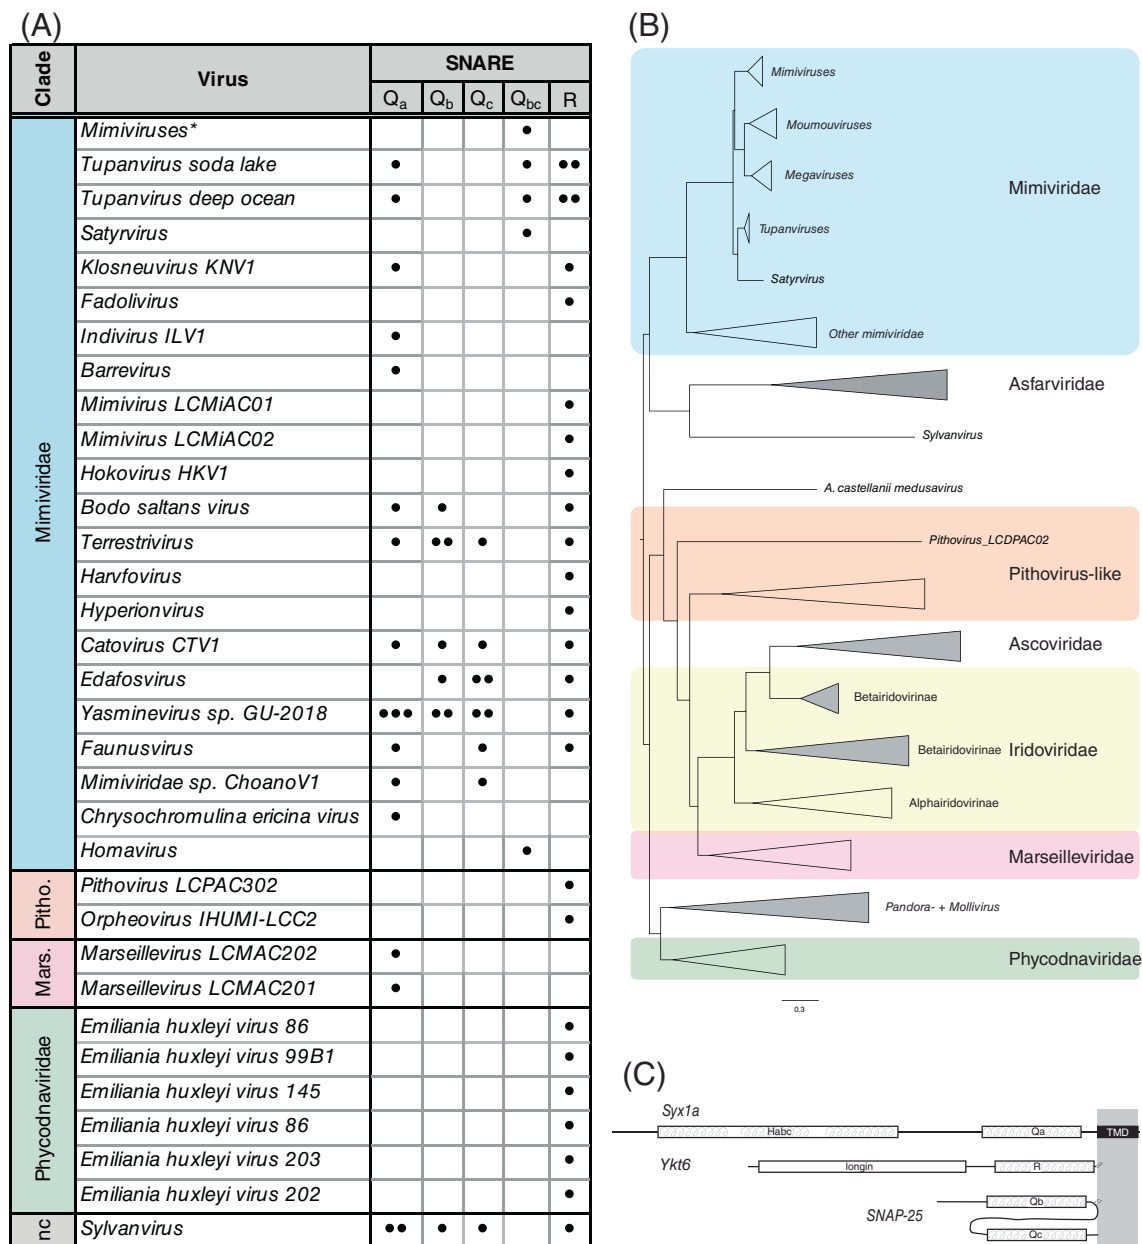 (A)
Clade Virus SNARE
Qa Qb Qc Qbc R
Mimiviridae
Mimiviruses* •
Tupanvirus soda lake • • ••
Tupanvirus deep ocean • • ••
Satyrvirus •
Klosneuvirus KNV1 • •
Fadolivirus •
Indivirus ILV1 •
Barrevirus •
Mimivirus LCMiAC01 •
Mimivirus LCMiAC02 •
Hokovirus HKV1 •
Bodo saltans virus • • •
Terrestrivirus • •• • •
Harvfovirus •
Hyperionvirus •
Catovirus CTV1 • • • •
Edafosvirus • •• •
Yasminevirus sp. GU-2018 ••• •• •• •
Faunusvirus • • •
Mimiviridae sp. ChoanoV1 • •
Chrysochromulina ericina virus •
Homavirus •
Pitho.
Pithovirus LCPAC302 •
Orpheovirus IHUMI-LCC2 •
Mars.
Marseillevirus LCMAC202 •
Marseillevirus LCMAC201 •
Phycodnaviridae
Emiliania huxleyi virus 86 •
Emiliania huxleyi virus 99B1 •
Emiliania huxleyi virus 145 •
Emiliania huxleyi virus 86 •
Emiliania huxleyi virus 203 •
Emiliania huxleyi virus 202 •
nc
Sylvanvirus •• • • •
(B)
Mimiviruses
Moumouviruses
Megaviruses
Mimiviridae
Tupanviruses
Satyrvirus
Other mimiviridae
Asfarviridae
Sylvanvirus
A. castellanii medusavirus
Pithovirus_LCDPAC02
Pithovirus-like
Ascoviridae
Betairidovirinae
Betairidovirinae
Iridoviridae
Alphairidovirinae
Marseilleviridae
Pandora- + Mollivirus
Phycodnaviridae
0.3
(C)
Syx1a
Habc Qa TMD
Ykt6
longin R
SNAP-25
Qb
Qc